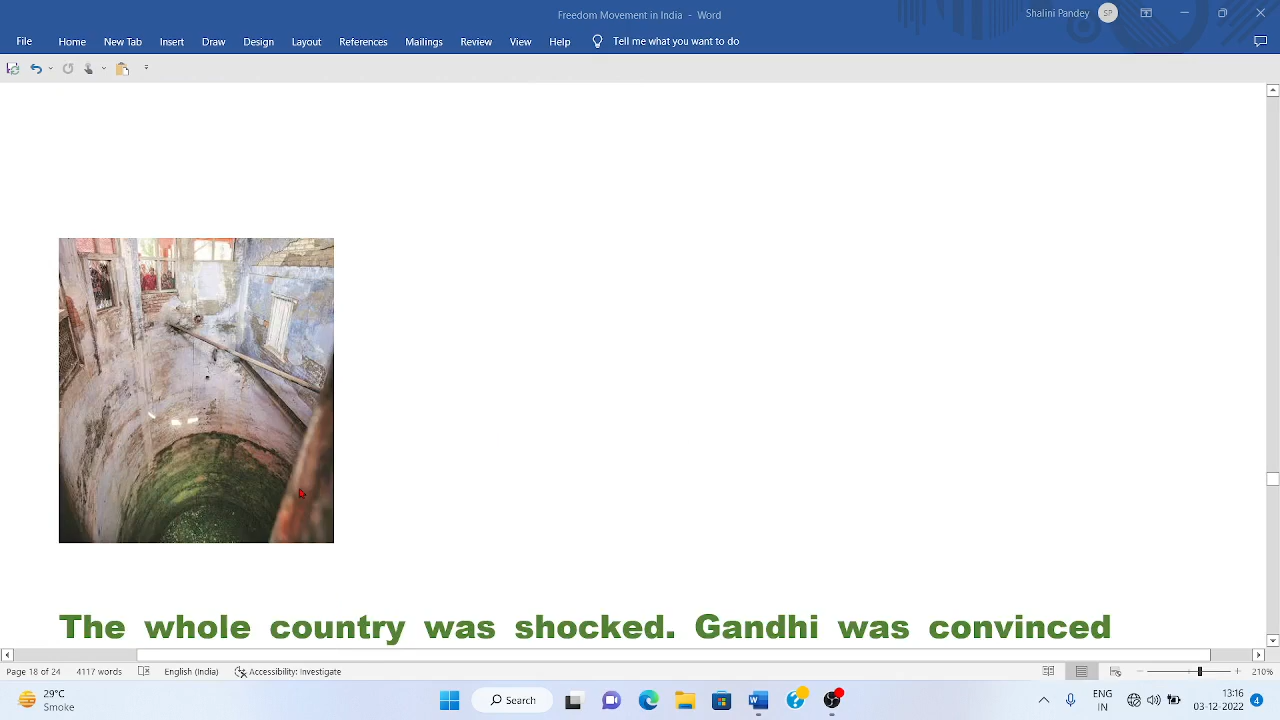 Freedom Movement in India - Word
Shalini Pandey
SP
File Home New Tab Insert Draw Design Layout References Mailings Review View Help Tell me what you want to do
The whole country was shocked. Gandhi was convinced
Page 18 of 24 4117 words English (India) Accessibility: Investigate 210%
29°C
Smoke
Search
ENG
IN
13:16
03-12-2022
4